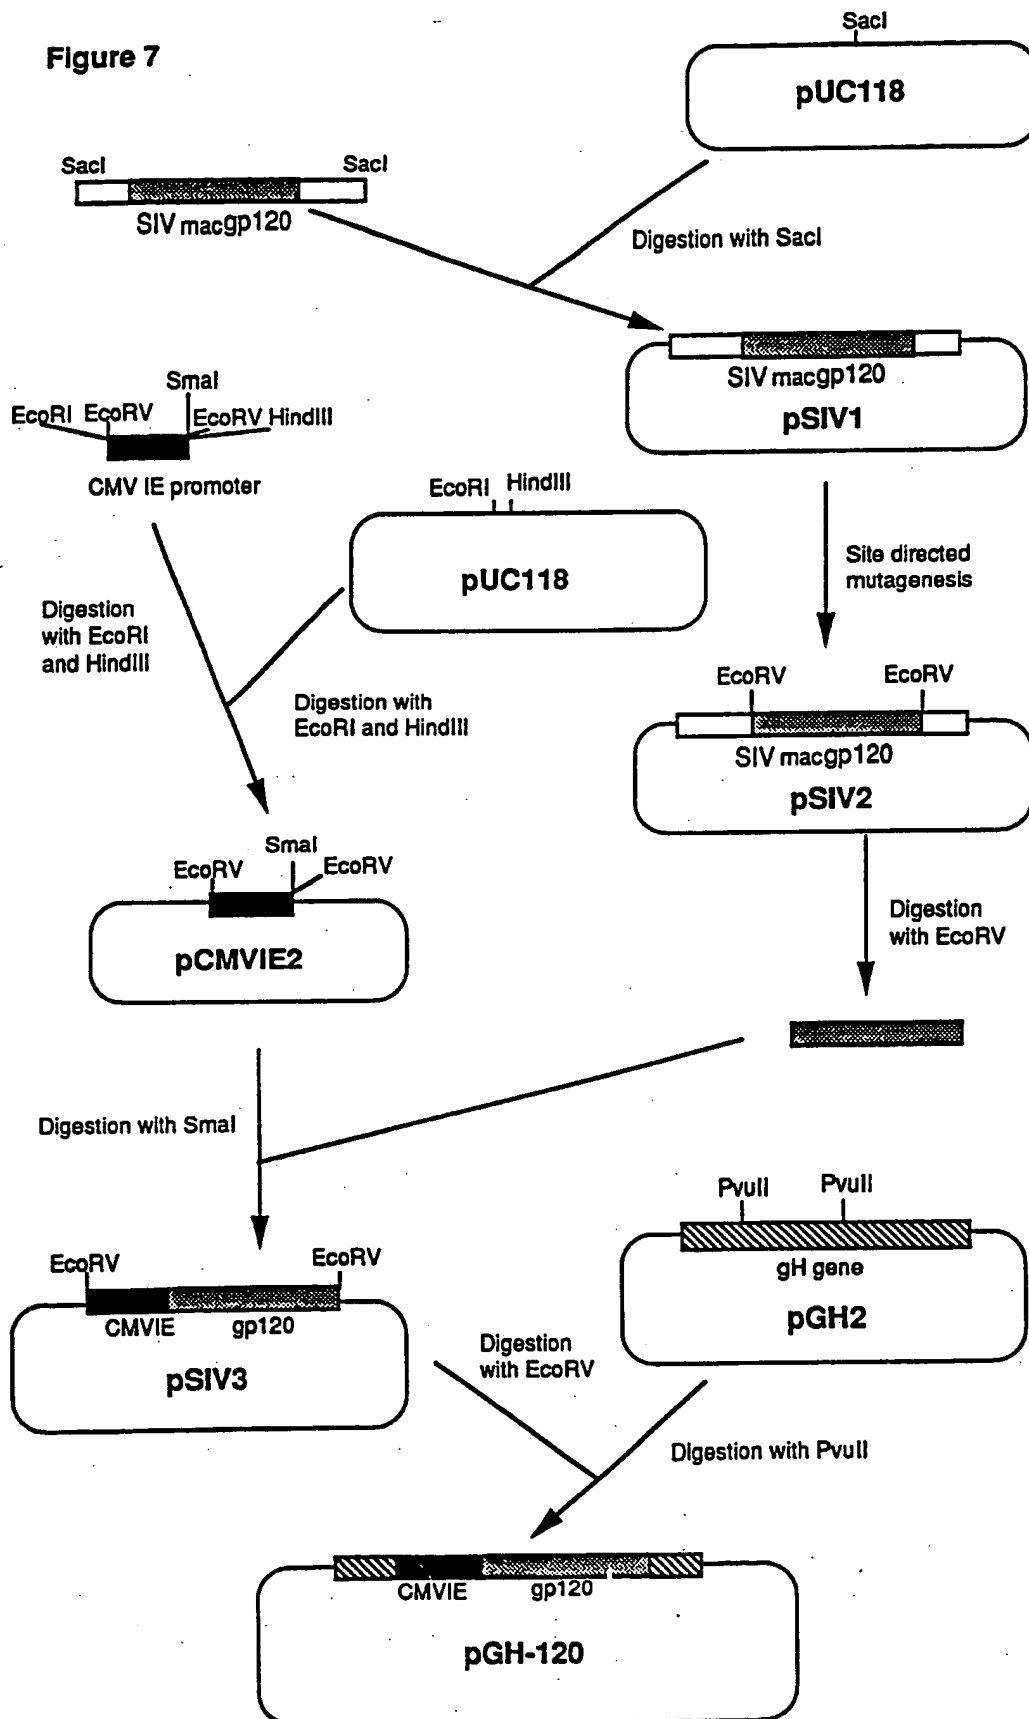 Figure 7
SacI
pUC118
SacI
SacI
SIV macgp120
Digestion with SacI
SIV macgp120
pSIV1
SmaI
EcoRI
EcoRV
EcoRV
HindIII
CMV IE promoter
EcoRI
HindIII
pUC118
Site directed
mutagenesis
Digestion
with EcoRI
and HindIII
Digestion with
EcoRI and HindIII
EcoRV
EcoRV
SIV macgp120
pSIV2
SmaI
EcoRV
EcoRV
pCMVIE2
Digestion
with EcoRV
Digestion with SmaI
PvuII
PvuII
gH gene
pGH2
EcoRV
EcoRV
CMVIE
gp120
pSIV3
Digestion
with EcoRV
Digestion with PvuII
CMVIE
gp120
pGH-120